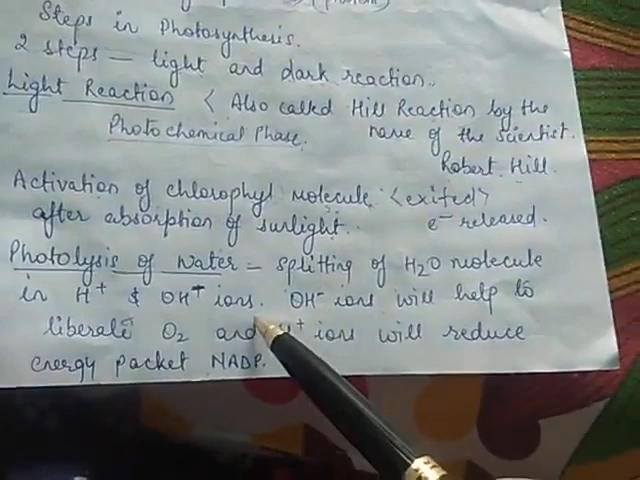 (proton)
Steps in Photosynthesis.
2 steps — light and dark reaction..
Light Reaction < Also called Hill Reaction by the
Photochemical Phase. name of the scientist.
Robert Hill.
Activation of chlorophyl molecule <exited>
after absorption of surlight. e⁻ released.
Photolysis of Water = splitting of H₂O molecule
in H⁺ & OH⁺ ions. OH⁻ ions will help to
liberate O₂ and H⁺ ions will reduce
energy packet NADP.